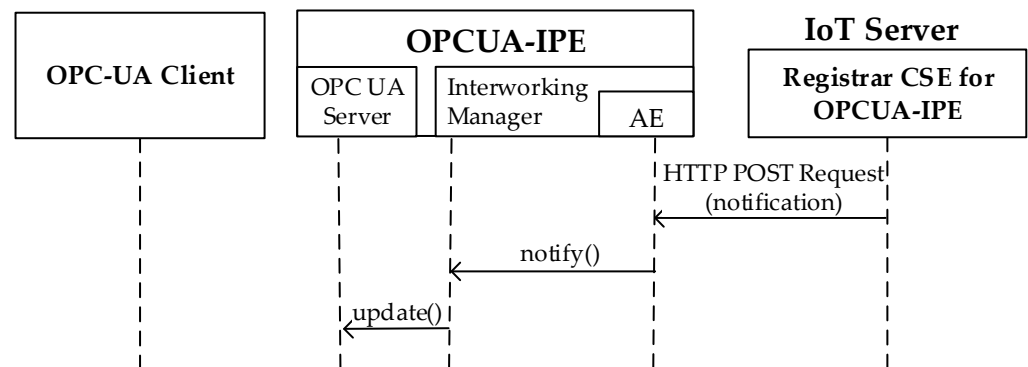 OPC-UA Client
OPCUA-IPE
OPC UA
Server
Interworking
Manager
AE
IoT Server
Registrar CSE for
OPCUA-IPE
HTTP POST Request
(notification)
notify()
update()